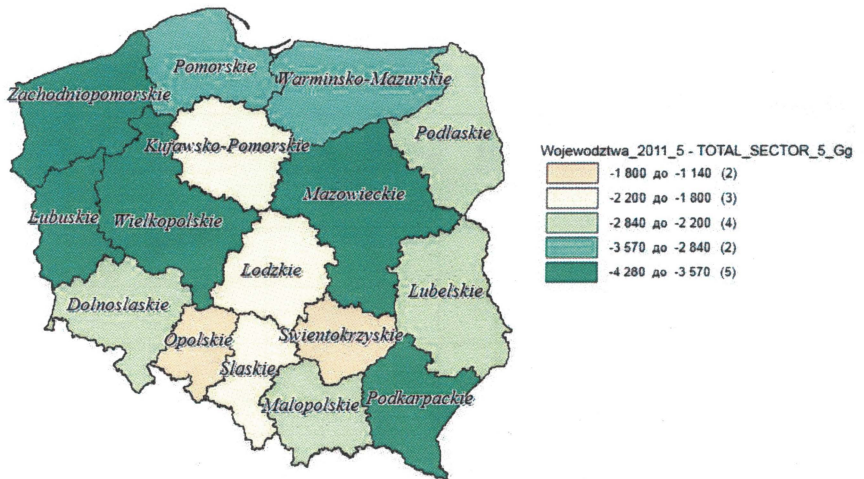 Pomorskie
Warminsko-Mazurskie
Zachodniopomorskie
Podlaskie
Kujawsko-Pomorskie
Mazowieckie
Lubuskie
Wielkopolskie
Lodzkie
Lubelskie
Dolnoslaskie
Opolskie
Swientokrzyskie
Slaskie
Malopolskie
Podkarpackie
Wojewodztwa_2011_5 - TOTAL_SECTOR_5_Gg
-1 800 до -1 140 (2)
-2 200 до -1 800 (3)
-2 840 до -2 200 (4)
-3 570 до -2 840 (2)
-4 280 до -3 570 (5)